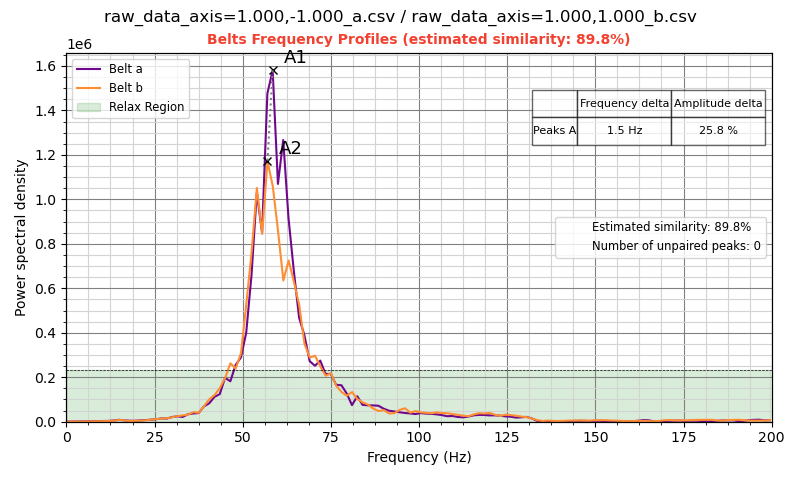 raw_data_axis=1.000,-1.000_a.csv / raw_data_axis=1.000,1.000_b.csv
Belts Frequency Profiles (estimated similarity: 89.8%)
1e6
A1
A2
Belt a
Belt b
Relax Region
Frequency delta Amplitude delta
Peaks A 1.5 Hz 25.8 %
Estimated similarity: 89.8%
Number of unpaired peaks: 0
Power spectral density
1.6
1.4
1.2
1.0
0.8
0.6
0.4
0.2
0.0
0 25 50 75 100 125 150 175 200
Frequency (Hz)